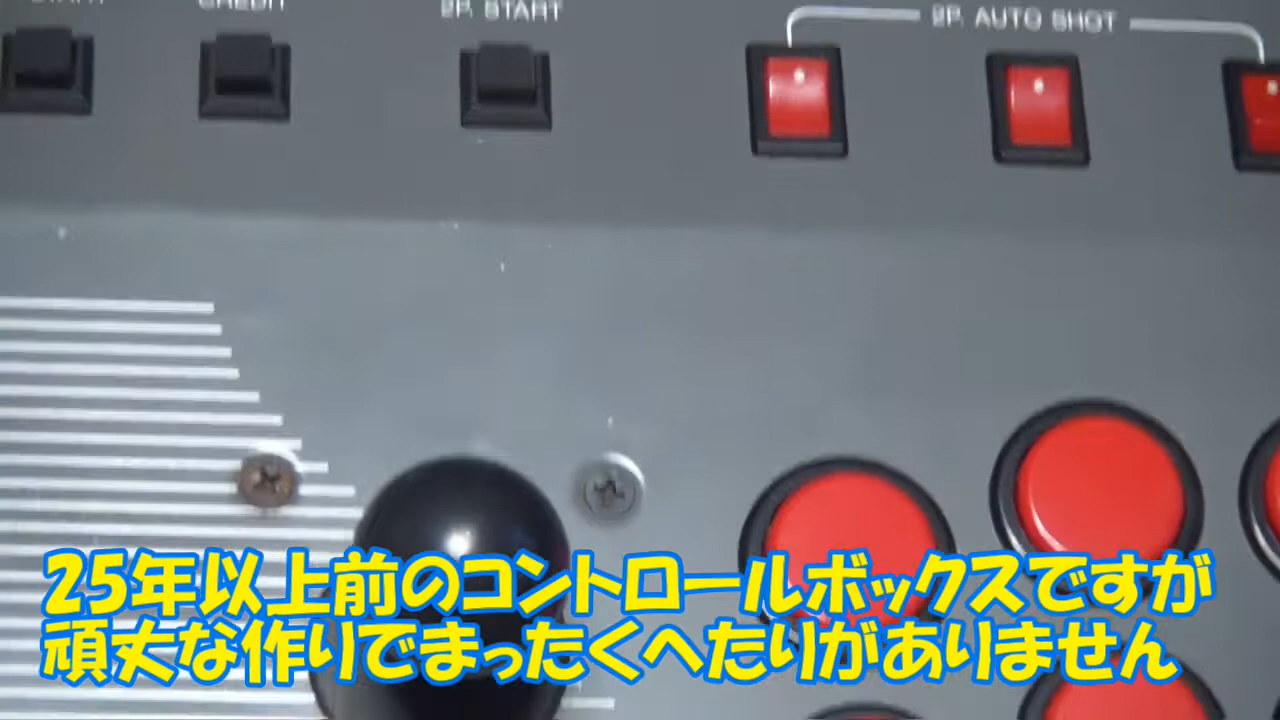 CREDIT
2P. START
2P. AUTO SHOT
25年以上前のコントロールボックスですが
頑丈な作りでまったくへたりがありません